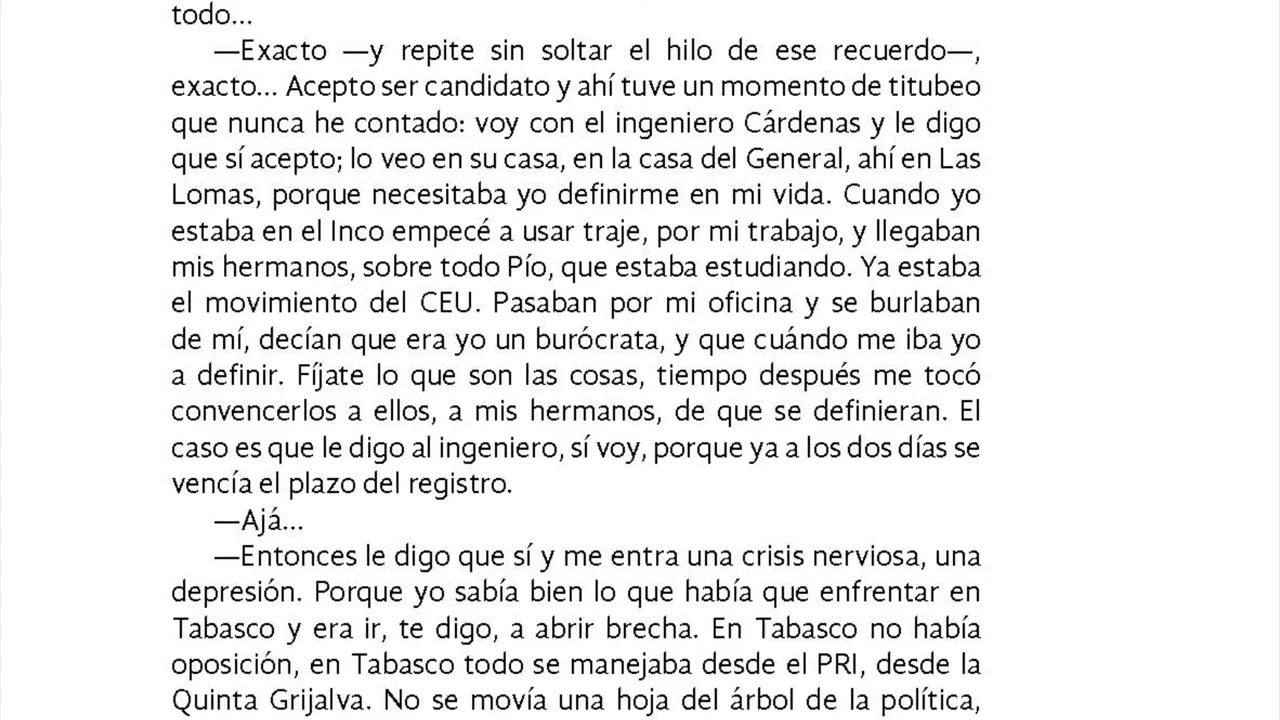 todo...
—Exacto —y repite sin soltar el hilo de ese recuerdo—,
exacto... Acepto ser candidato y ahí tuve un momento de titubeo
que nunca he contado: voy con el ingeniero Cárdenas y le digo
que sí acepto; lo veo en su casa, en la casa del General, ahí en Las
Lomas, porque necesitaba yo definirme en mi vida. Cuando yo
estaba en el Inco empecé a usar traje, por mi trabajo, y llegaban
mis hermanos, sobre todo Pío, que estaba estudiando. Ya estaba
el movimiento del CEU. Pasaban por mi oficina y se burlaban
de mí, decían que era yo un burócrata, y que cuándo me iba yo
a definir. Fíjate lo que son las cosas, tiempo después me tocó
convencerlos a ellos, a mis hermanos, de que se definieran. El
caso es que le digo al ingeniero, sí voy, porque ya a los dos días se
vencía el plazo del registro.
—Ajá...
—Entonces le digo que sí y me entra una crisis nerviosa, una
depresión. Porque yo sabía bien lo que había que enfrentar en
Tabasco y era ir, te digo, a abrir brecha. En Tabasco no había
oposición, en Tabasco todo se manejaba desde el PRI, desde la
Quinta Grijalva. No se movía una hoja del árbol de la política,